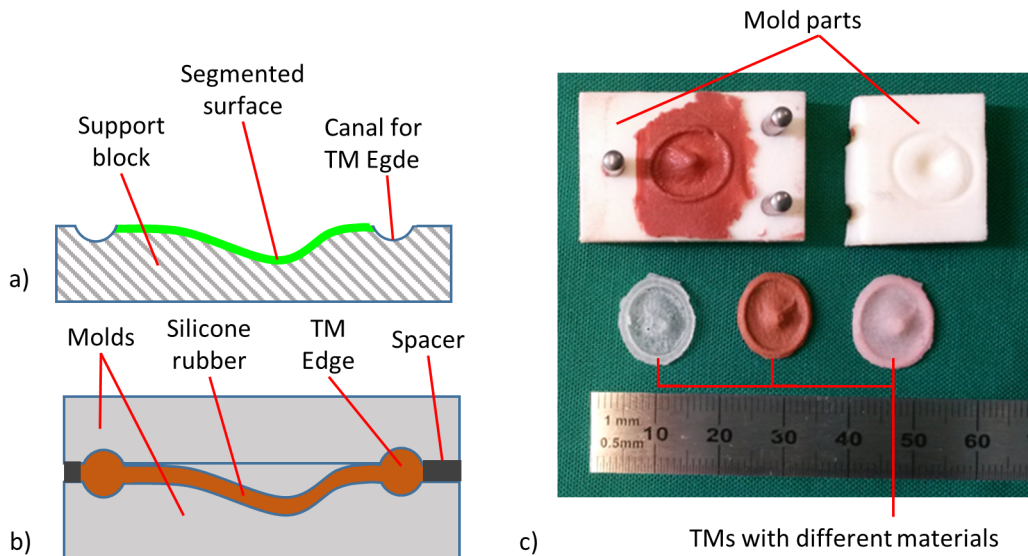 Segmented
surface
Support
block
Canal for
TM Egde
a)
Molds
Silicone
rubber
TM
Edge
Spacer
b)
Mold parts
1 mm
0.5mm
10 20 30 40 50 60
TMs with different materials
c)